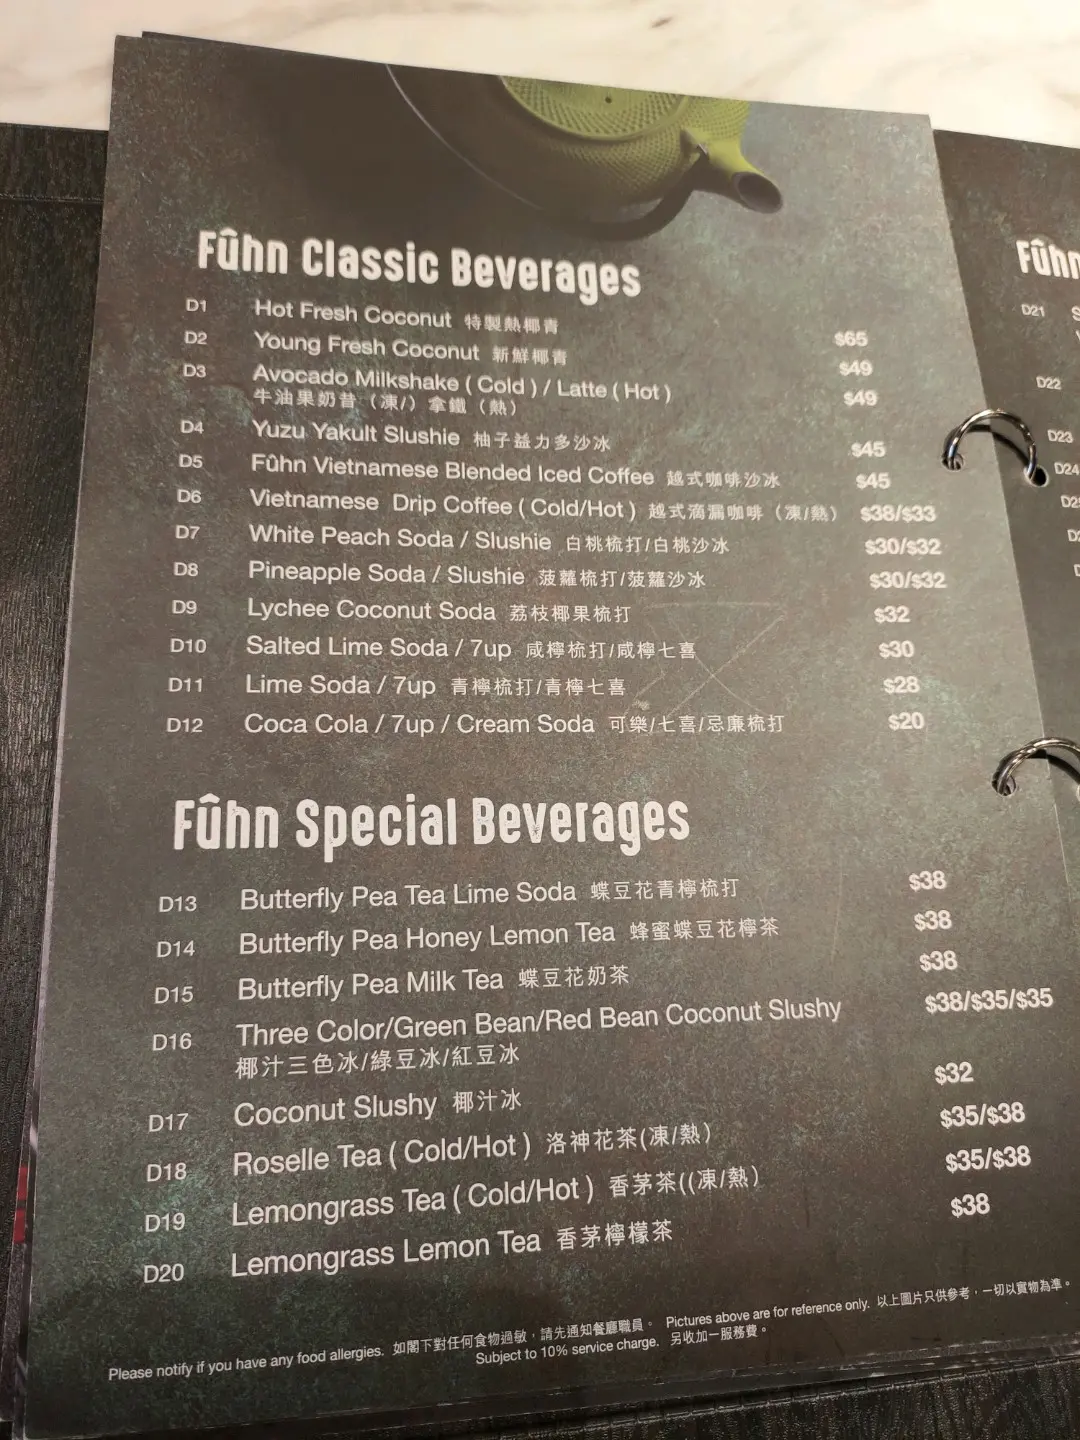 Fûhn Classic Beverages
D1 Hot Fresh Coconut 特製熱椰青 $65
D2 Young Fresh Coconut 新鮮椰青 $49
D3 Avocado Milkshake ( Cold ) / Latte ( Hot ) $49
牛油果奶昔（凍/）拿鐵（熱）
D4 Yuzu Yakult Slushie 柚子益力多沙冰 $45
D5 Fûhn Vietnamese Blended Iced Coffee 越式咖啡沙冰 $45
D6 Vietnamese Drip Coffee ( Cold/Hot ) 越式滴漏咖啡（凍/熱） $38/$33
D7 White Peach Soda / Slushie 白桃梳打/白桃沙冰 $30/$32
D8 Pineapple Soda / Slushie 菠蘿梳打/菠蘿沙冰 $30/$32
D9 Lychee Coconut Soda 荔枝椰果梳打 $32
D10 Salted Lime Soda / 7up 咸檸梳打/咸檸七喜 $30
D11 Lime Soda / 7up 青檸梳打/青檸七喜 $28
D12 Coca Cola / 7up / Cream Soda 可樂/七喜/忌廉梳打 $20
Fûhn Special Beverages
D13 Butterfly Pea Tea Lime Soda 蝶豆花青檸梳打 $38
D14 Butterfly Pea Honey Lemon Tea 蜂蜜蝶豆花檸茶 $38
D15 Butterfly Pea Milk Tea 蝶豆花奶茶 $38
D16 Three Color/Green Bean/Red Bean Coconut Slushy $38/$35/$35
椰汁三色冰/綠豆冰/紅豆冰
D17 Coconut Slushy 椰汁冰 $32
D18 Roselle Tea ( Cold/Hot ) 洛神花茶(凍/熱) $35/$38
D19 Lemongrass Tea ( Cold/Hot ) 香茅茶((凍/熱) $35/$38
D20 Lemongrass Lemon Tea 香茅檸檬茶 $38
Please notify if you have any food allergies. 如閣下對任何食物過敏，請先通知餐廳職員。 Pictures above are for reference only. 以上圖片只供參考，一切以實物為準。
Subject to 10% service charge. 另收加一服務費。
Fûhn
D21
D22
D23
D24